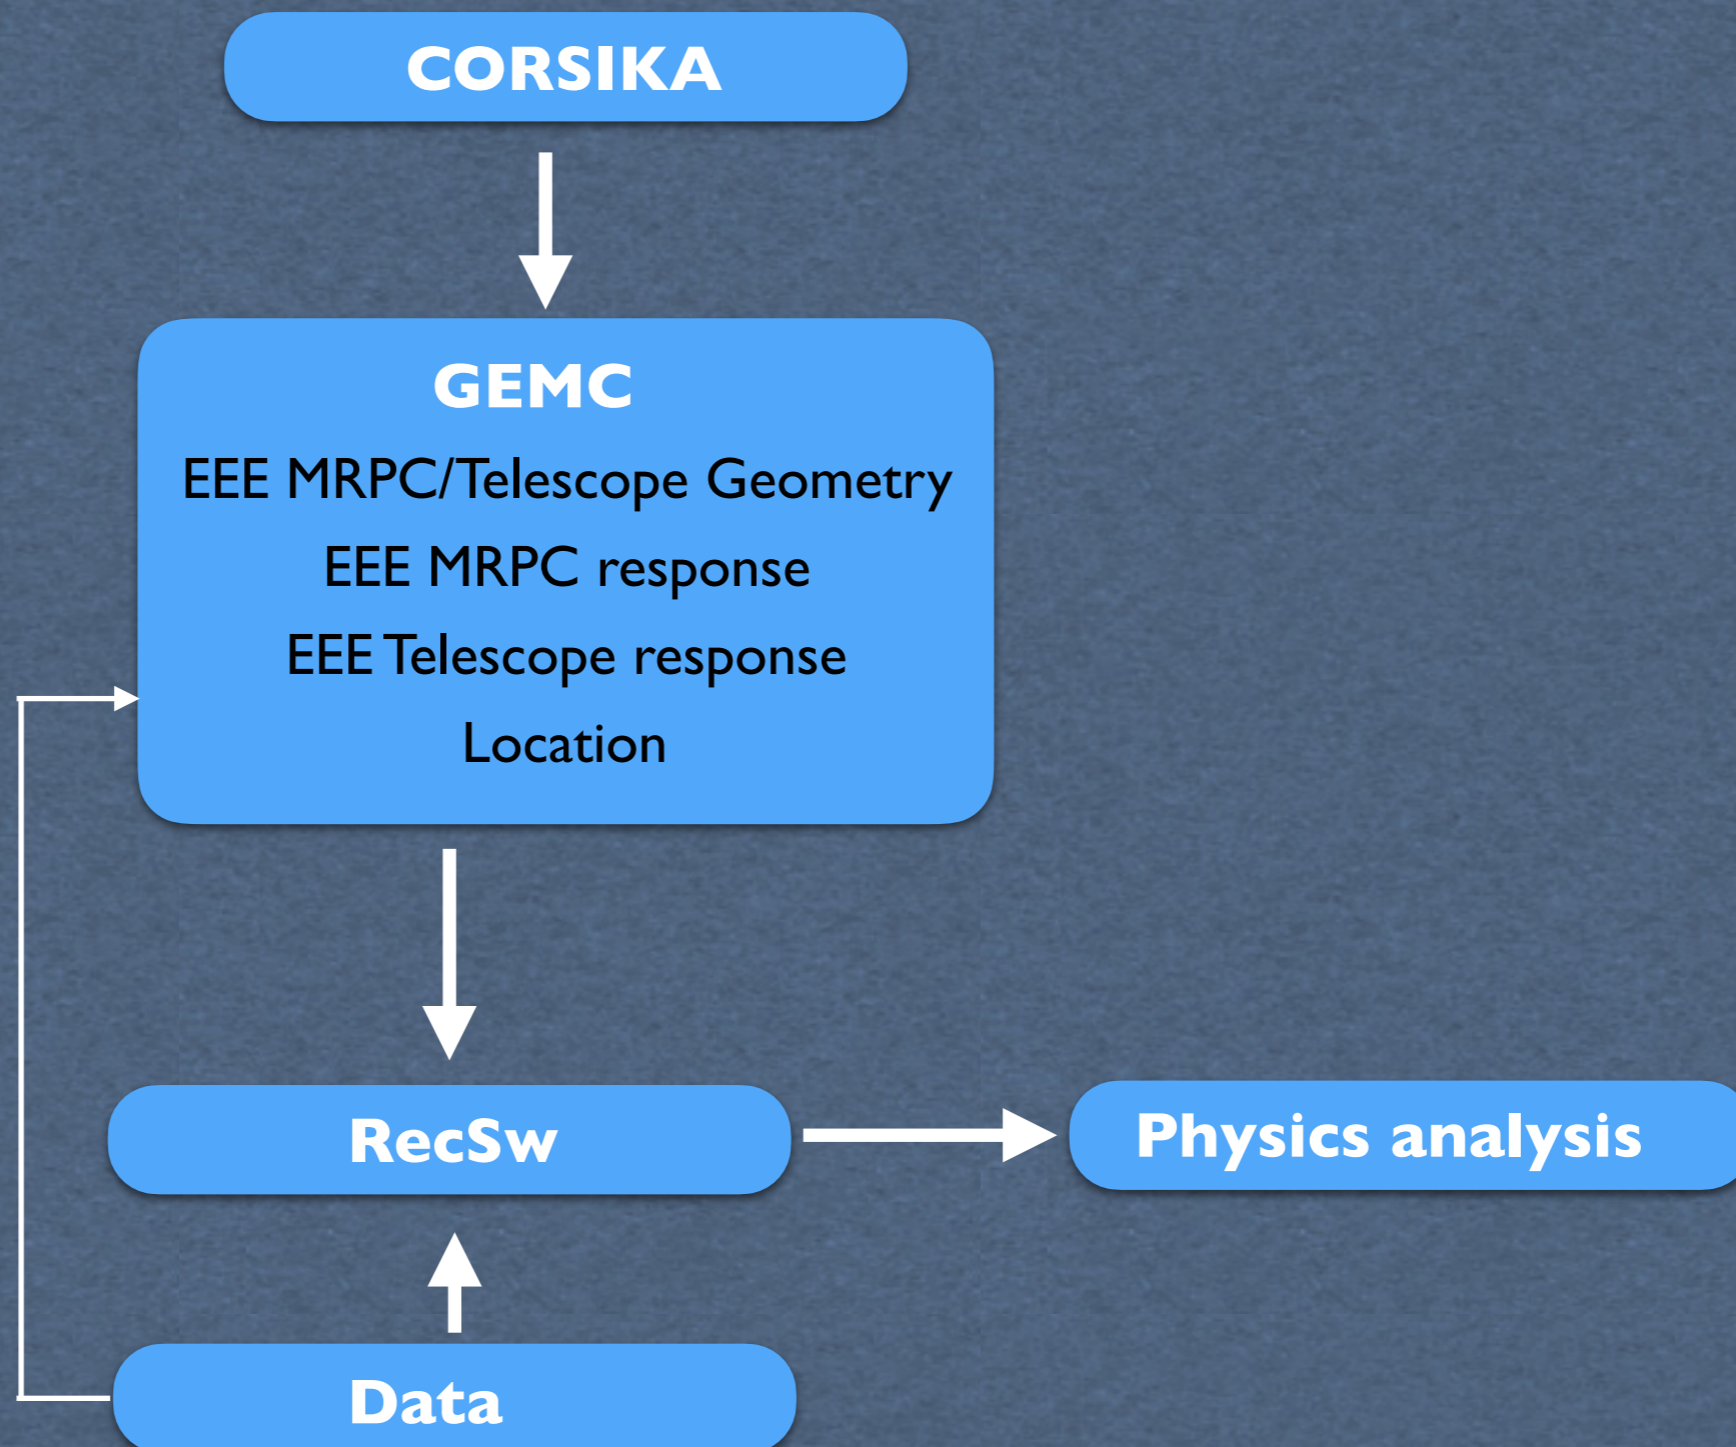 CORSIKA
GEMC
EEE MRPC/Telescope Geometry
EEE MRPC response
EEE Telescope response
Location
RecSw
Physics analysis
Data